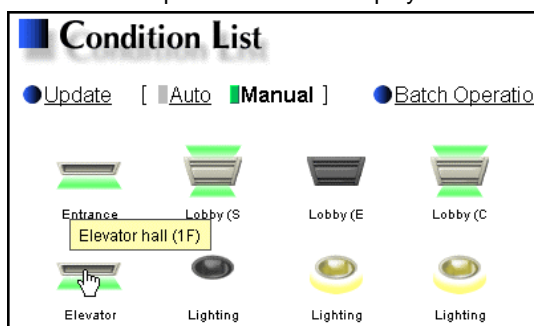 Condition List
Update [ Auto Manual ] Batch Operatio
Entrance Lobby (S Lobby (E Lobby (C
Elevator hall (1F)
Elevator Lighting Lighting Lighting